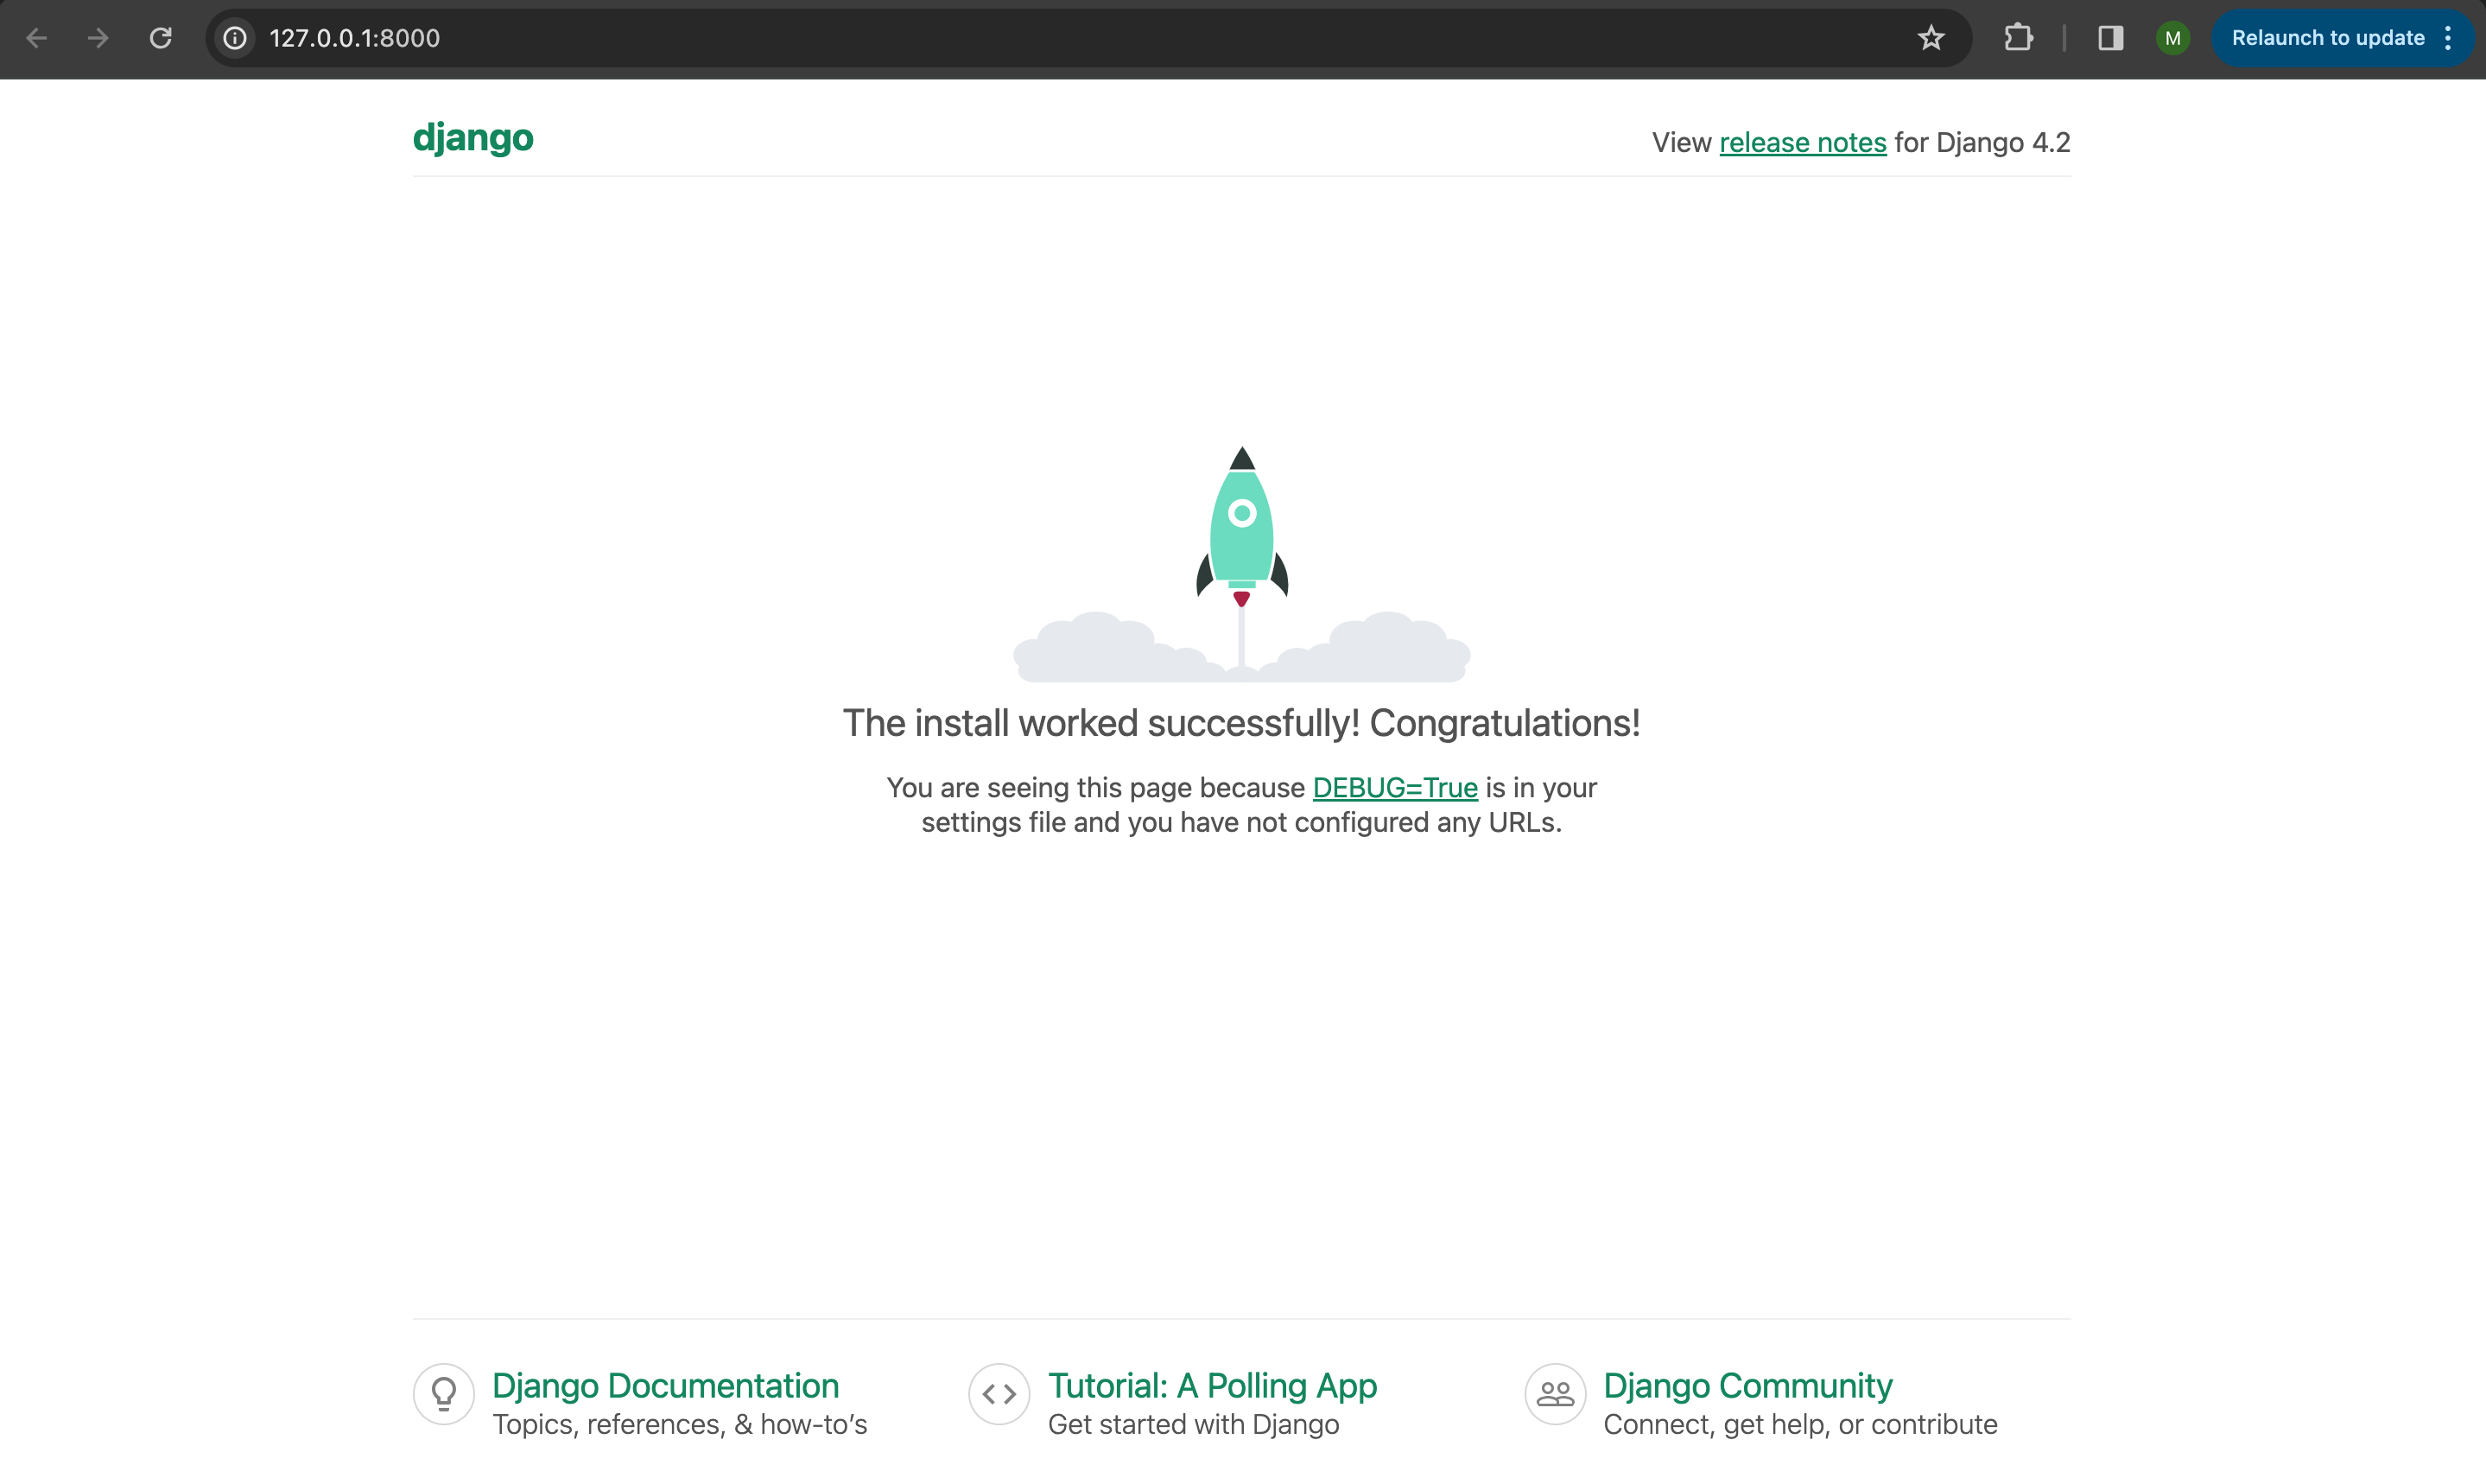 127.0.0.1:8000
M
Relaunch to update
django
View release notes for Django 4.2
The install worked successfully! Congratulations!
You are seeing this page because DEBUG=True is in your
settings file and you have not configured any URLs.
Django Documentation
Topics, references, & how-to’s
Tutorial: A Polling App
Get started with Django
Django Community
Connect, get help, or contribute